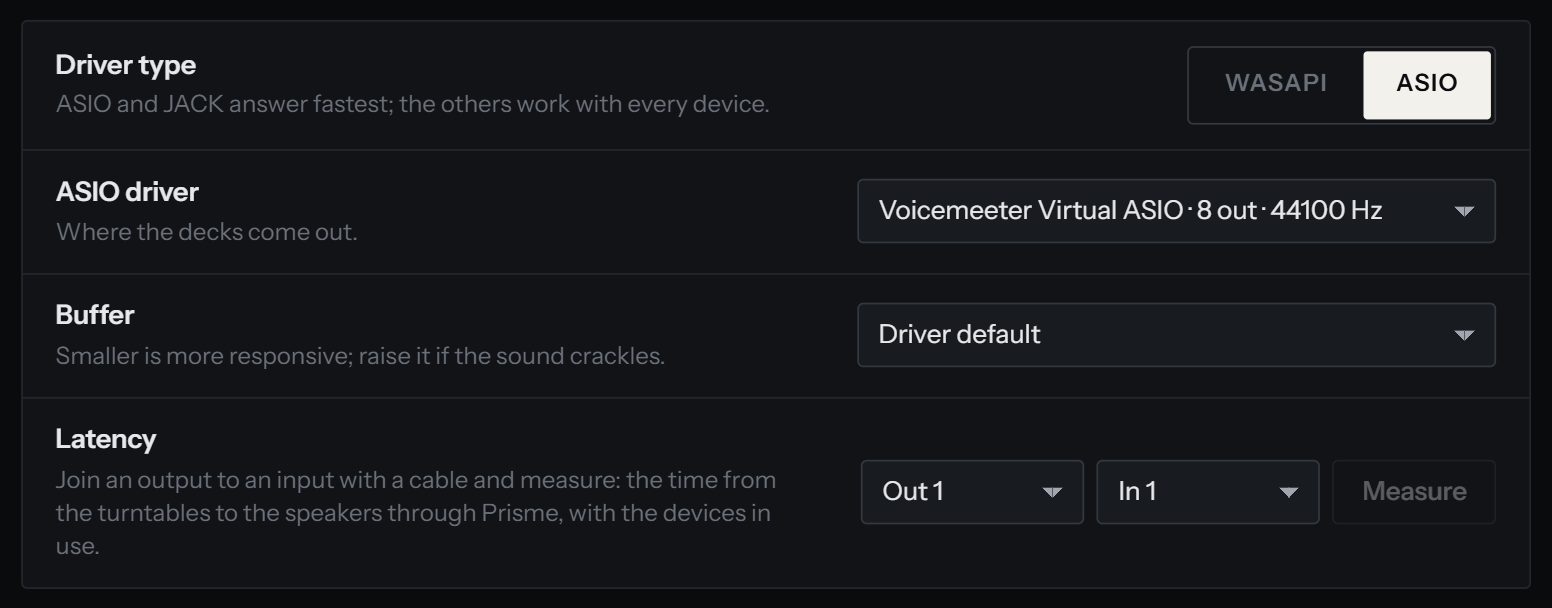 Driver type
ASIO and JACK answer fastest; the others work with every device.
WASAPI
ASIO
ASIO driver
Where the decks come out.
Voicemeeter Virtual ASIO · 8 out · 44100 Hz
Buffer
Smaller is more responsive; raise it if the sound crackles.
Driver default
Latency
Join an output to an input with a cable and measure: the time from
the turntables to the speakers through Prisme, with the devices in
use.
Out 1
In 1
Measure